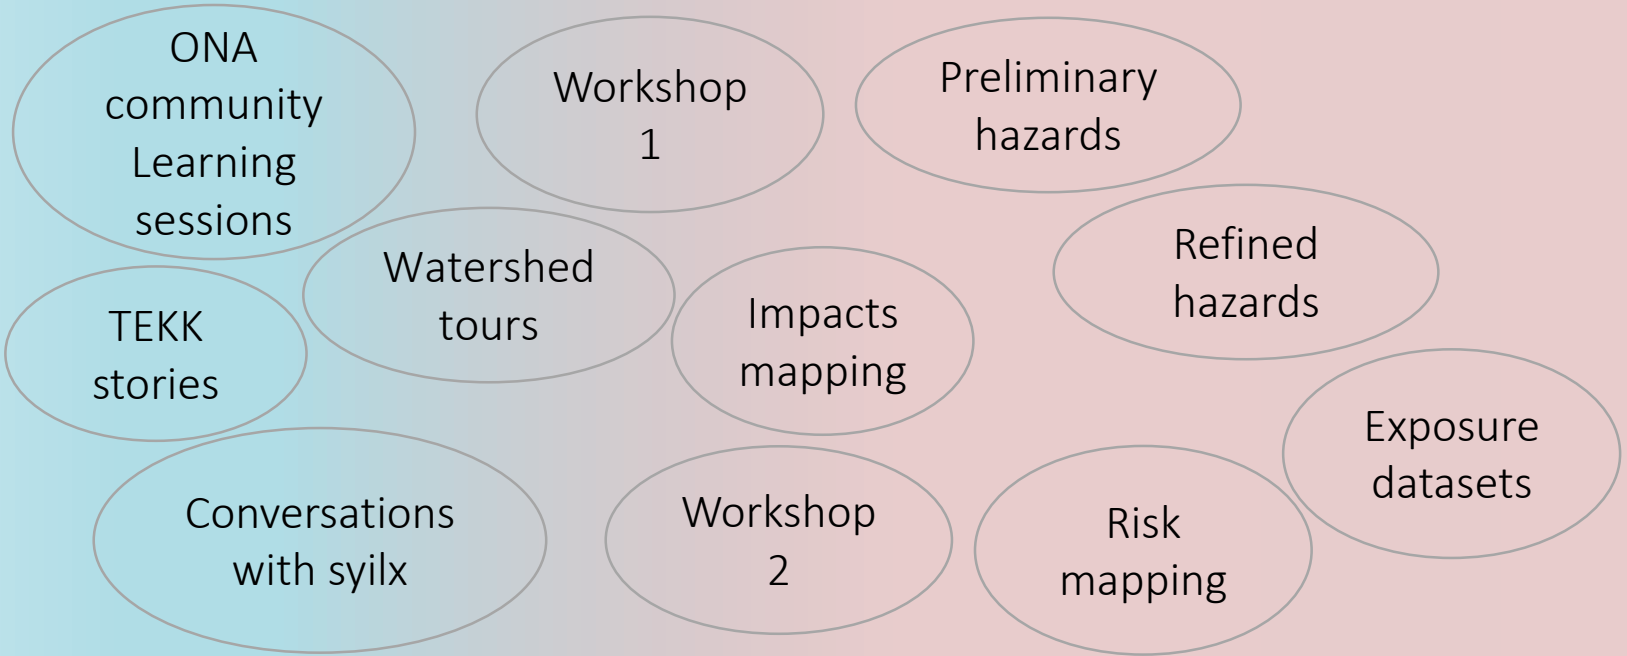 ONA
community
Learning
sessions
Workshop
1
Preliminary
hazards
Watershed
tours
Refined
hazards
TEKK
stories
Impacts
mapping
Exposure
datasets
Conversations
with syilx
Workshop
2
Risk
mapping